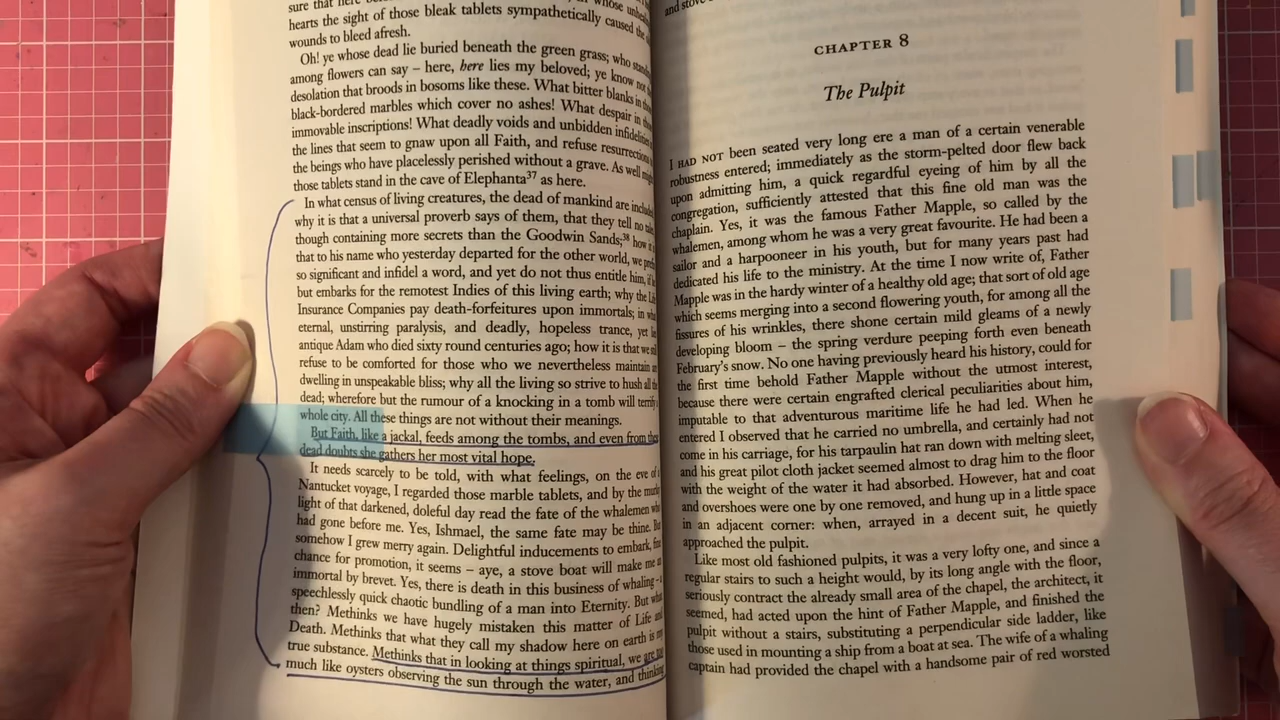 sure that here
hearts the sight of those bleak tablets sympathetically caused the
wounds to bleed afresh.
Oh! ye whose dead lie buried beneath the green grass; who
among flowers can say – here, here lies my beloved; ye know
desolation that broods in bosoms like these. What bitter blanks in
black-bordered marbles which cover no ashes! What despair in
immovable inscriptions! What deadly voids and unbidden
the lines that seem to gnaw upon all Faith, and refuse
the beings who have placelessly perished without a grave. As well
those tablets stand in the cave of Elephanta37 as here.
In what census of living creatures, the dead of mankind are
why it is that a universal proverb says of them, that they tell no
though containing more secrets than the Goodwin Sands;38 how
that to his name who yesterday departed for the other world, we
so significant and infidel a word, and yet do not thus entitle him,
but embarks for the remotest Indies of this living earth; why the
Insurance Companies pay death-forfeitures upon immortals; in
eternal, unstirring paralysis, and deadly, hopeless trance, yet
antique Adam who died sixty round centuries ago; how it is that we
refuse to be comforted for those who we nevertheless maintain
dwelling in unspeakable bliss; why all the living so strive to hush all
dead; wherefore but the rumour of a knocking in a tomb will
whole city. All these things are not without their meanings.
But Faith, like a jackal, feeds among the tombs, and even from
dead doubts she gathers her most vital hope.
It needs scarcely to be told, with what feelings, on the eve of
Nantucket voyage, I regarded those marble tablets, and by the
light of that darkened, doleful day read the fate of the whalemen
had gone before me. Yes, Ishmael, the same fate may be thine.
somehow I grew merry again. Delightful inducements to embark,
chance for promotion, it seems – aye, a stove boat will make me
immortal by brevet. Yes, there is death in this business of whaling –
speechlessly quick chaotic bundling of a man into Eternity. But
then? Methinks we have hugely mistaken this matter of Life
Death. Methinks that what they call my shadow here on earth is
true substance. Methinks that in looking at things spiritual, we are
much like oysters observing the sun through the water, and thinking
CHAPTER 8
The Pulpit
I HAD NOT been seated very long ere a man of a certain venerable
robustness entered; immediately as the storm-pelted door flew back
upon admitting him, a quick regardful eyeing of him by all the
congregation, sufficiently attested that this fine old man was the
chaplain. Yes, it was the famous Father Mapple, so called by the
whalemen, among whom he was a very great favourite. He had been a
sailor and a harpooneer in his youth, but for many years past had
dedicated his life to the ministry. At the time I now write of, Father
Mapple was in the hardy winter of a healthy old age; that sort of old age
which seems merging into a second flowering youth, for among all the
fissures of his wrinkles, there shone certain mild gleams of a newly
developing bloom – the spring verdure peeping forth even beneath
February's snow. No one having previously heard his history, could for
the first time behold Father Mapple without the utmost interest,
because there were certain engrafted clerical peculiarities about him,
imputable to that adventurous maritime life he had led. When he
entered I observed that he carried no umbrella, and certainly had not
come in his carriage, for his tarpaulin hat ran down with melting sleet,
and his great pilot cloth jacket seemed almost to drag him to the floor
with the weight of the water it had absorbed. However, hat and coat
and overshoes were one by one removed, and hung up in a little space
in an adjacent corner: when, arrayed in a decent suit, he quietly
approached the pulpit.
Like most old fashioned pulpits, it was a very lofty one, and since a
regular stairs to such a height would, by its long angle with the floor,
seriously contract the already small area of the chapel, the architect, it
seemed, had acted upon the hint of Father Mapple, and finished the
pulpit without a stairs, substituting a perpendicular side ladder, like
those used in mounting a ship from a boat at sea. The wife of a whaling
captain had provided the chapel with a handsome pair of red worsted